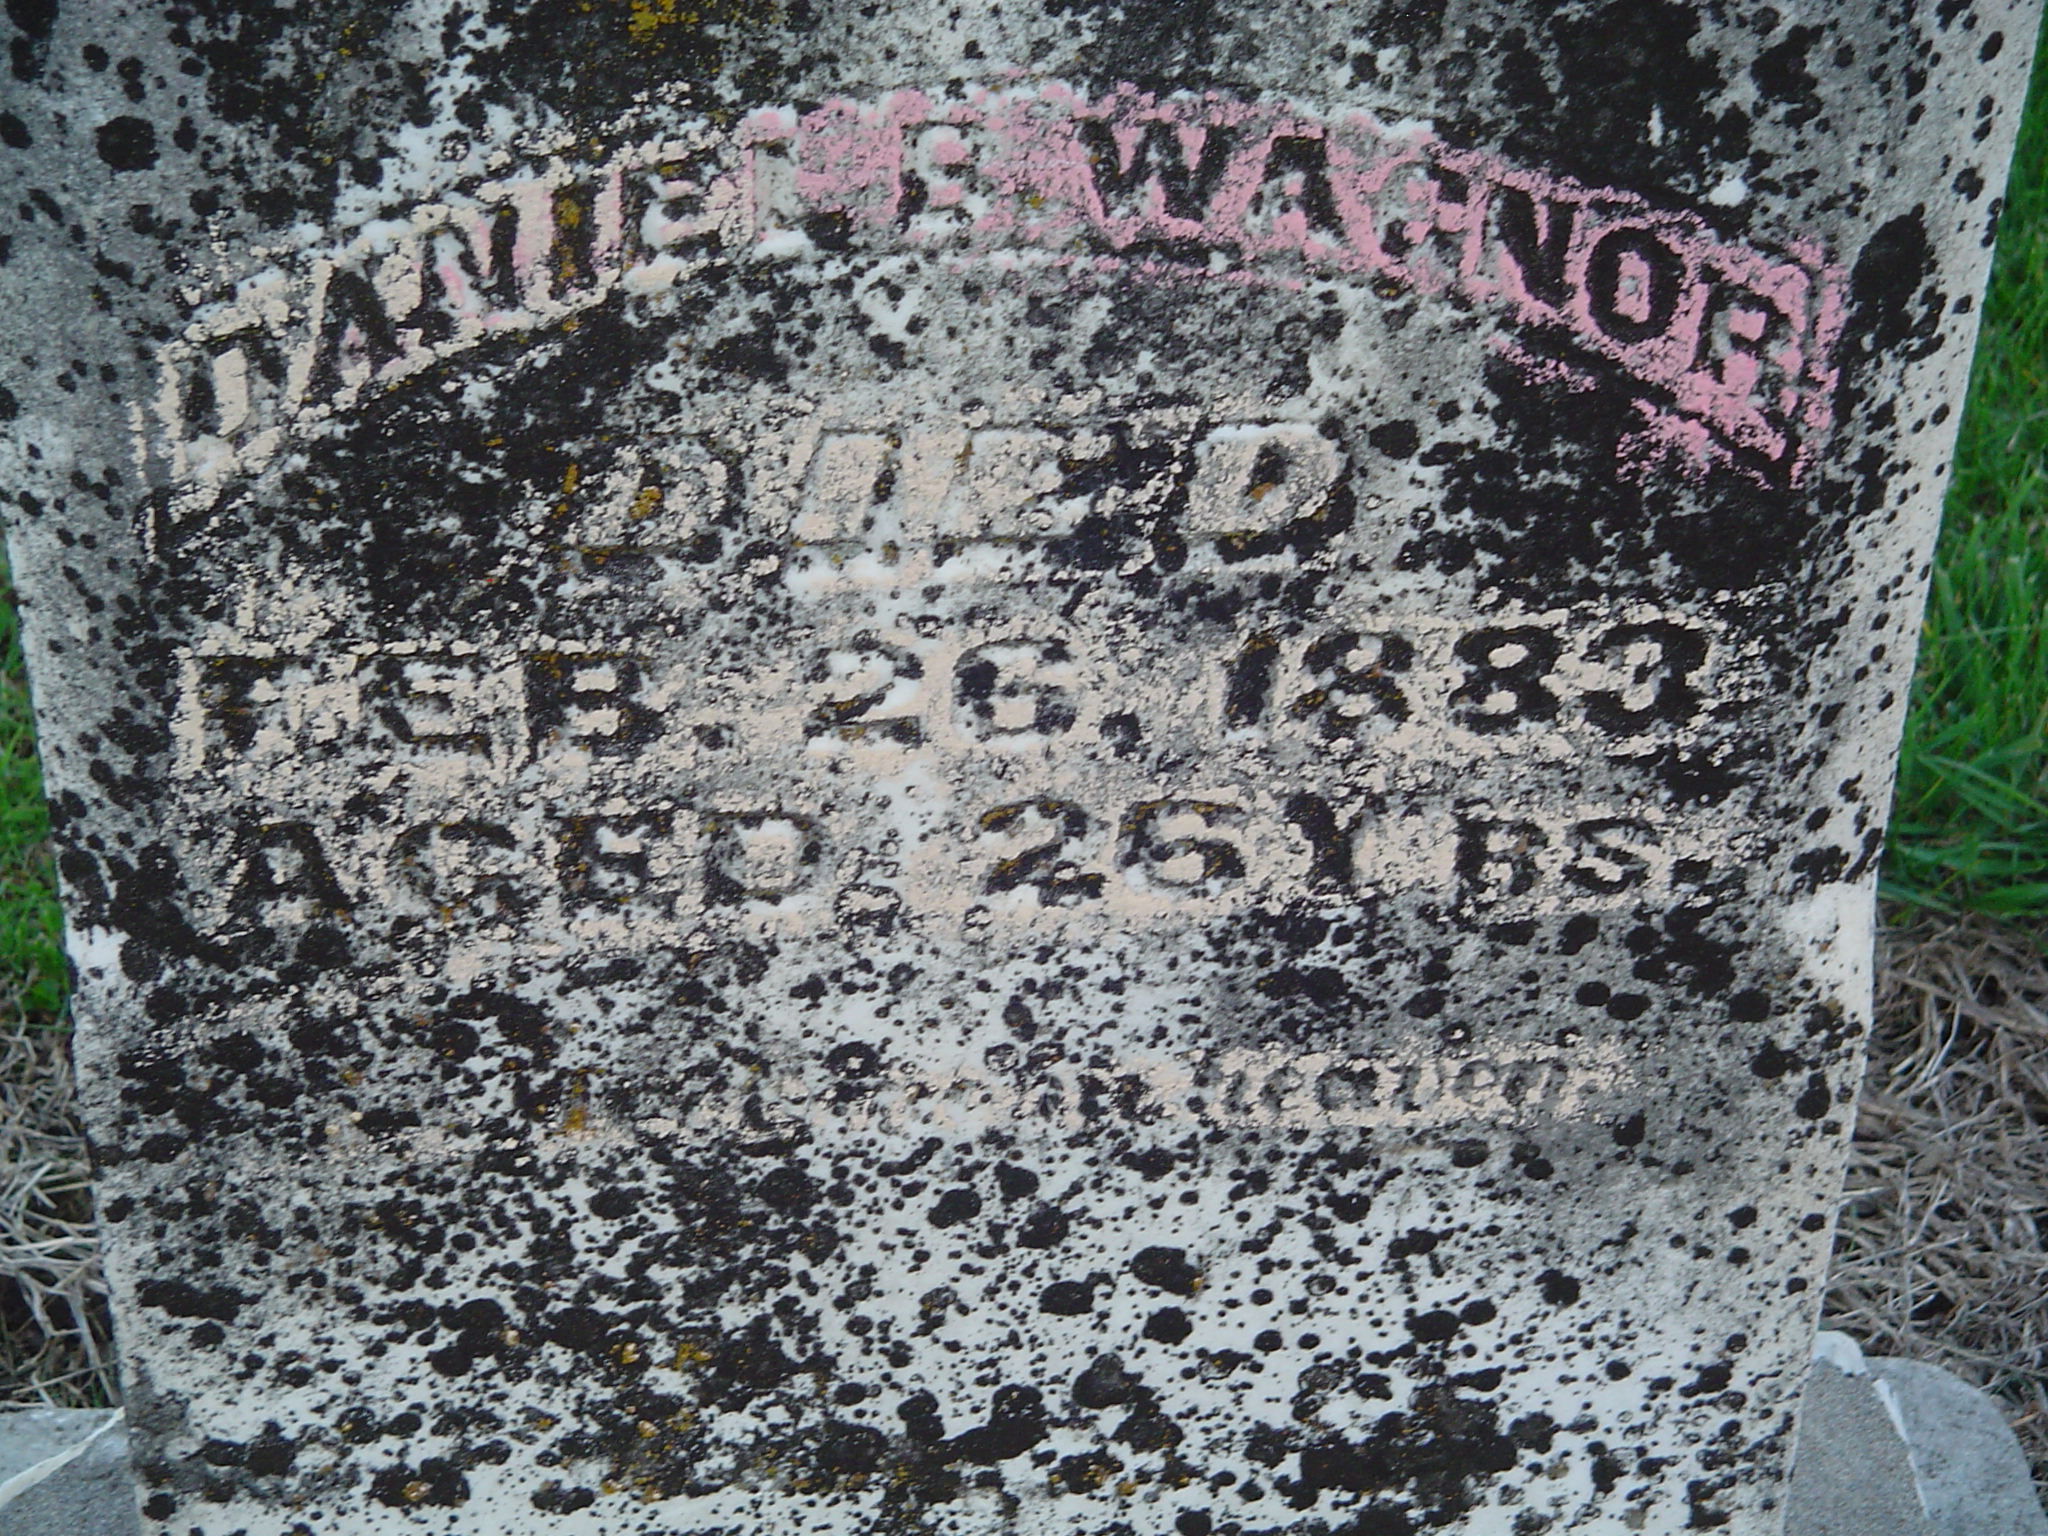 DANIEL E. WAGNOR
DIED
FEB. 26, 1883
AGED, 26 YRS.